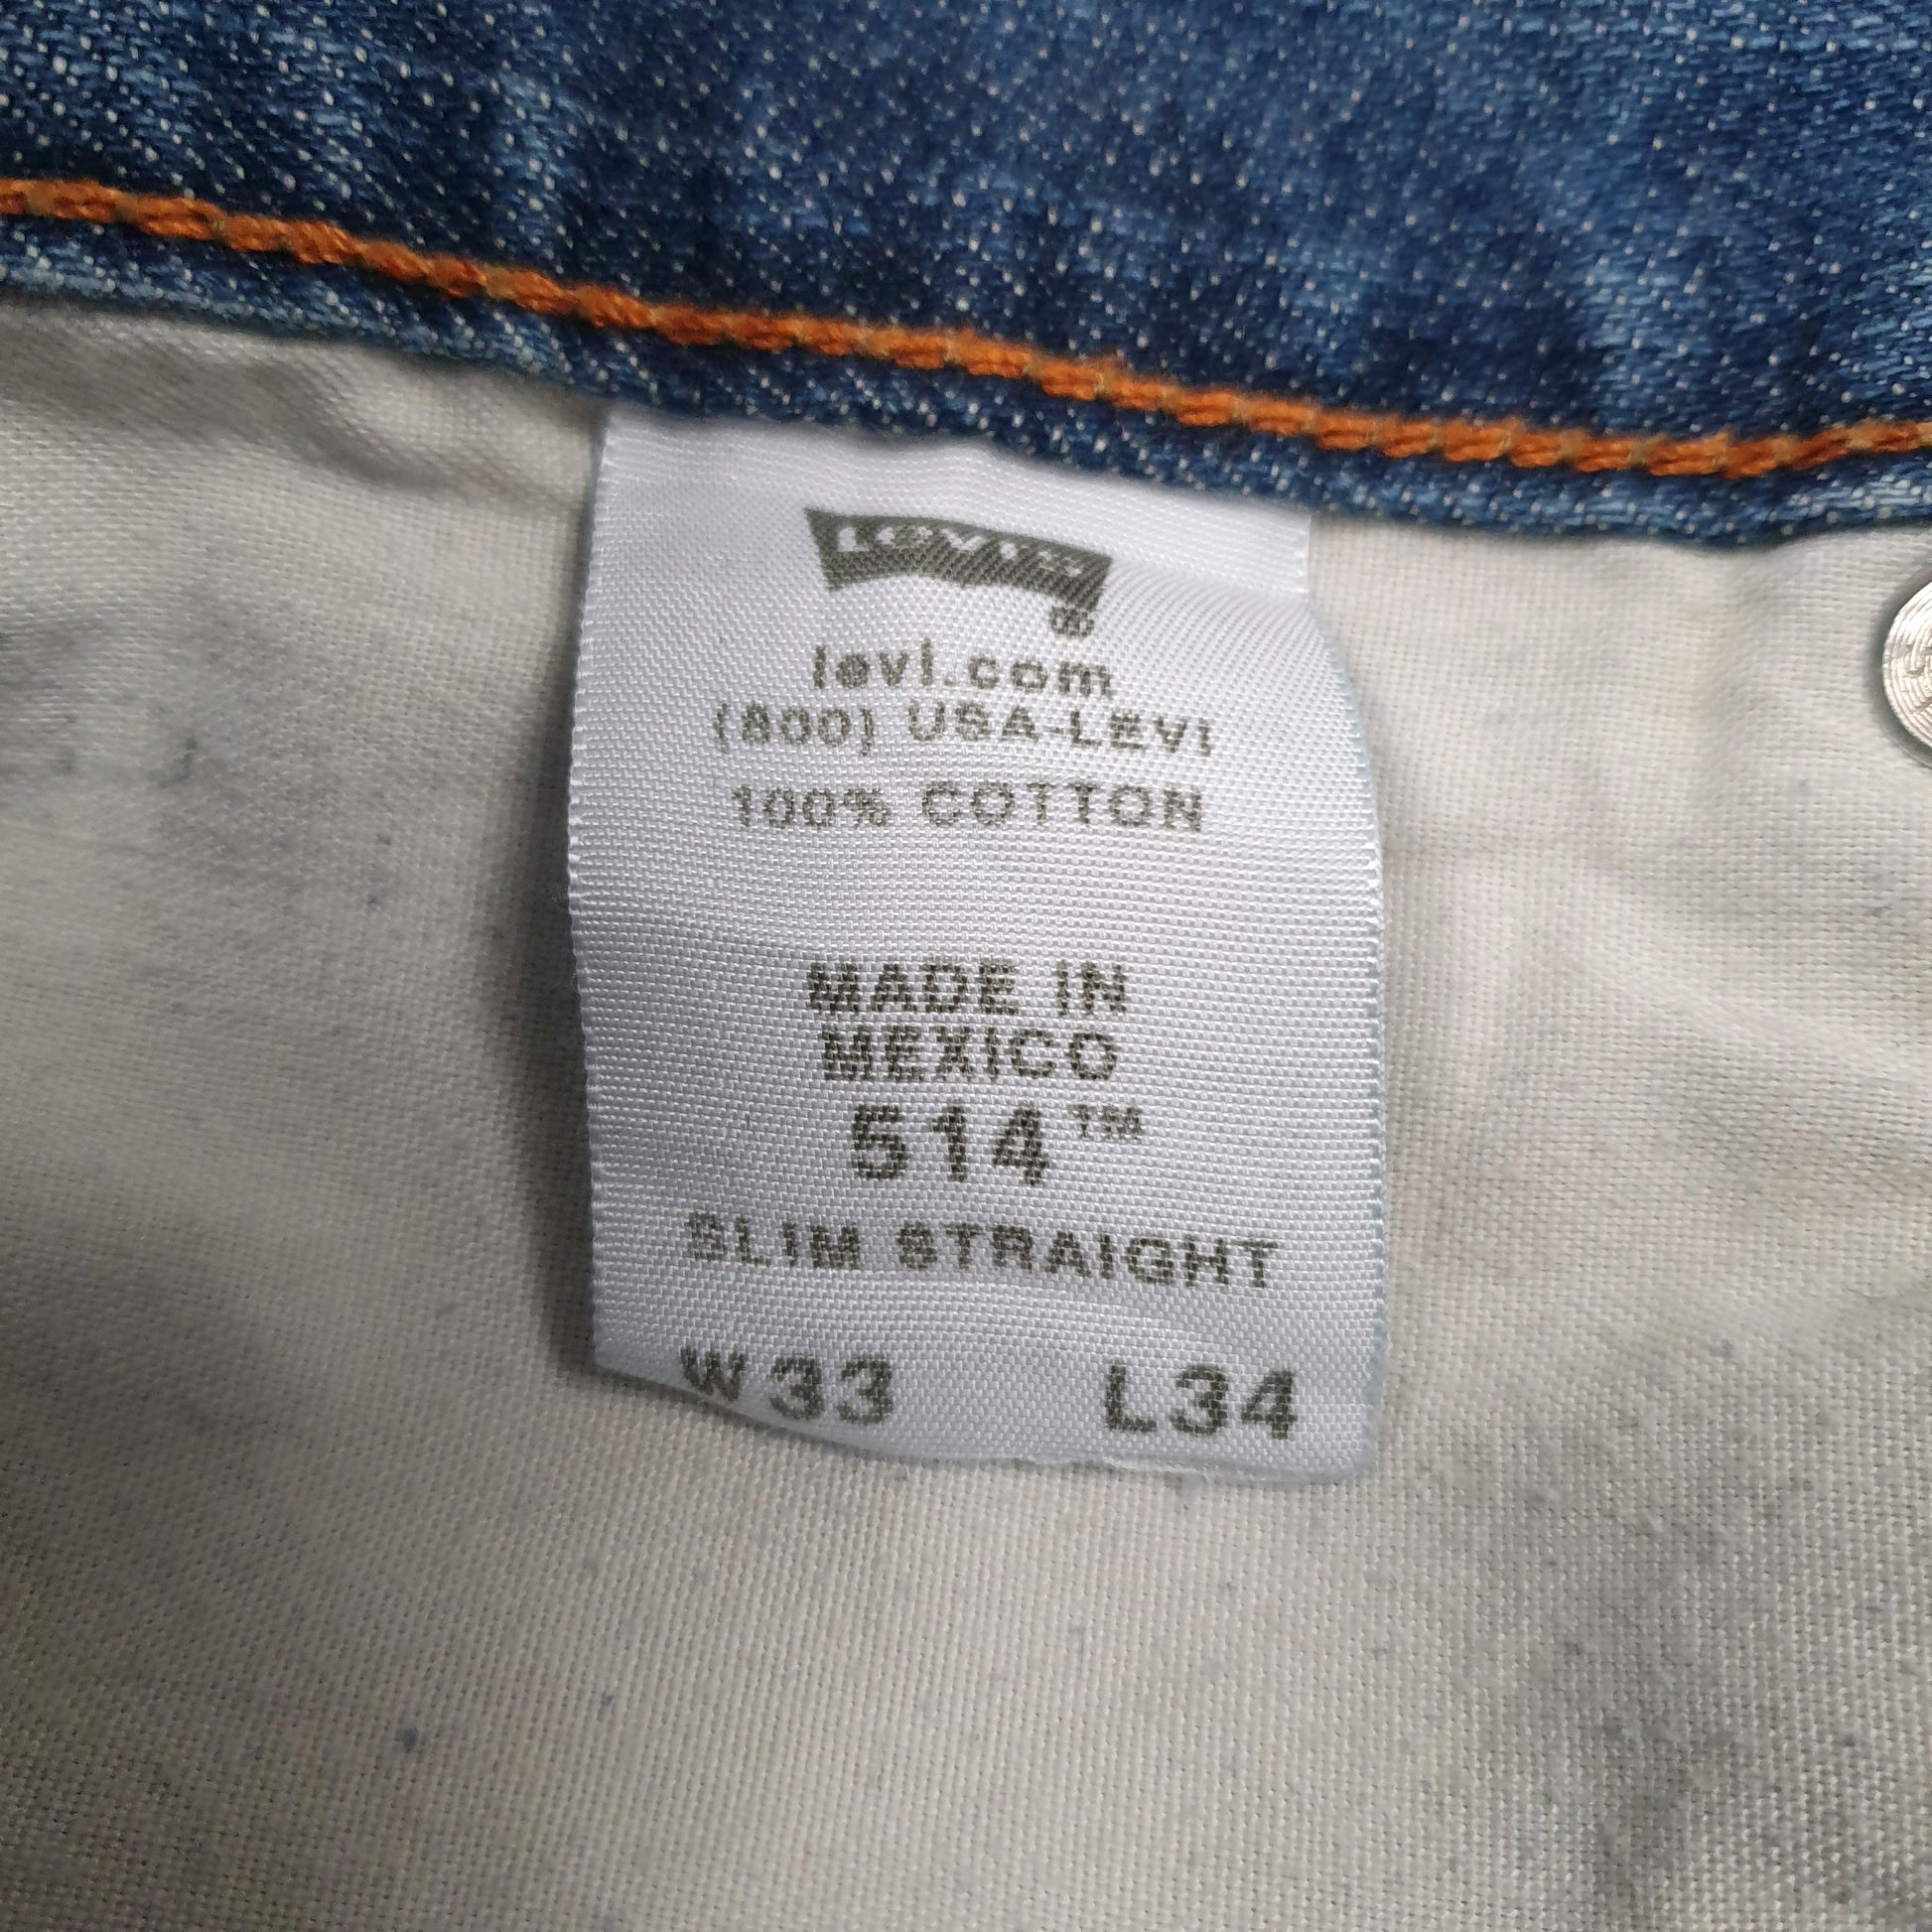 LEVI'S
®
levi.com
(800) USA-LEVI
100% COTTON
MADE IN
MEXICO
514™
SLIM STRAIGHT
W33 L34